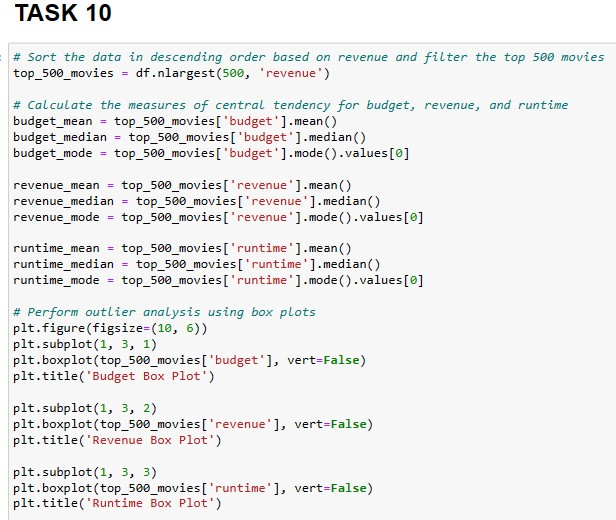 TASK 10
# Sort the data in descending order based on revenue and filter the top 500 movies
top_500_movies = df.nlargest(500, 'revenue')
# Calculate the measures of central tendency for budget, revenue, and runtime
budget_mean = top_500_movies['budget'].mean()
budget_median = top_500_movies['budget'].median()
budget_mode = top_500_movies['budget'].mode().values[0]
revenue_mean = top_500_movies['revenue'].mean()
revenue_median = top_500_movies['revenue'].median()
revenue_mode = top_500_movies['revenue'].mode().values[0]
runtime_mean = top_500_movies['runtime'].mean()
runtime_median = top_500_movies['runtime'].median()
runtime_mode = top_500_movies['runtime'].mode().values[0]
# Perform outlier analysis using box plots
plt.figure(figsize=(10, 6))
plt.subplot(1, 3, 1)
plt.boxplot(top_500_movies['budget'], vert=False)
plt.title('Budget Box Plot')
plt.subplot(1, 3, 2)
plt.boxplot(top_500_movies['revenue'], vert=False)
plt.title('Revenue Box Plot')
plt.subplot(1, 3, 3)
plt.boxplot(top_500_movies['runtime'], vert=False)
plt.title('Runtime Box Plot')